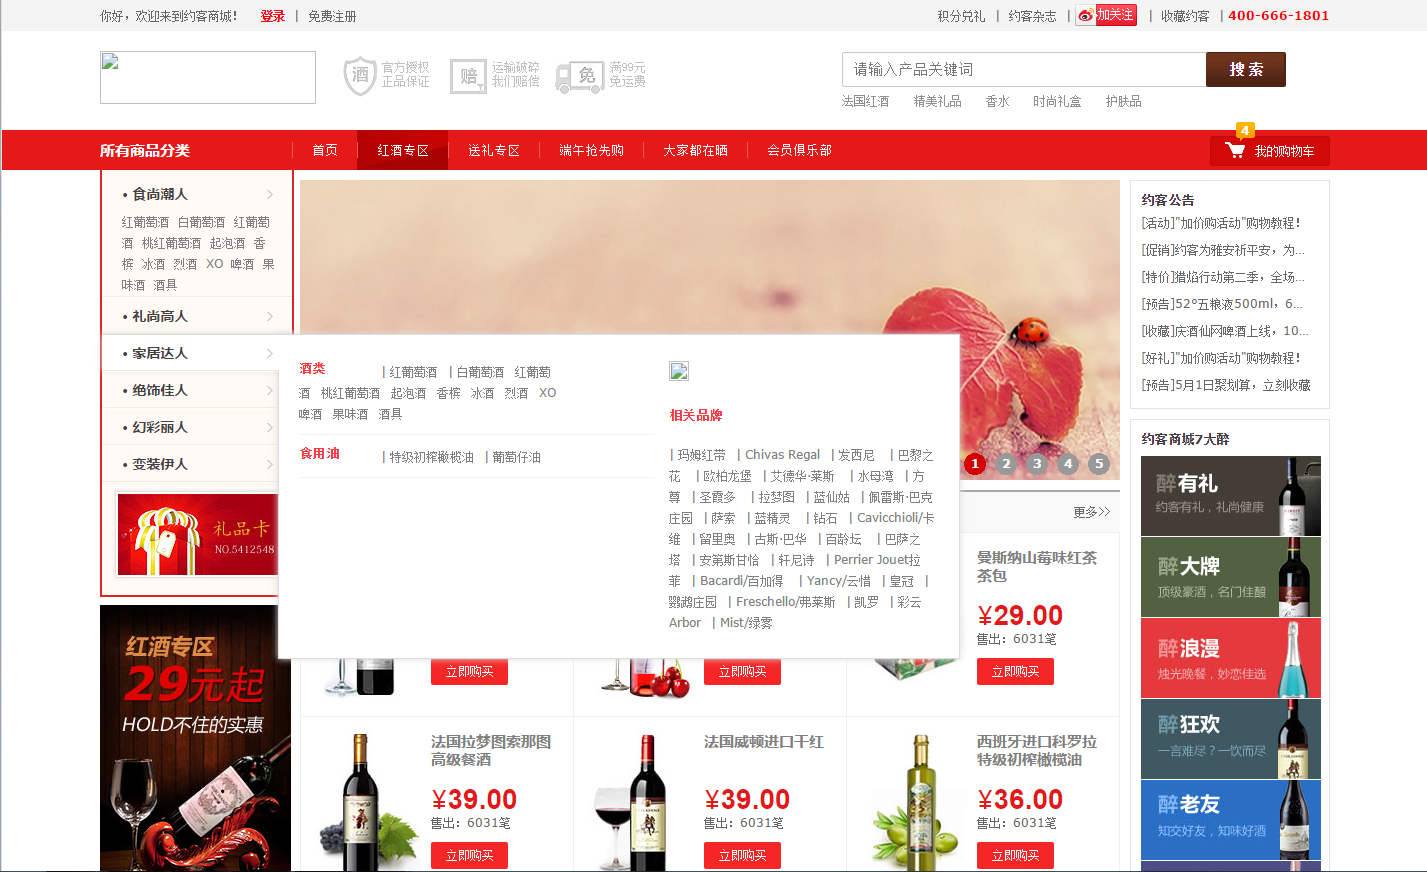 你好，欢迎来到约客商城！ 登录 | 免费注册
积分兑礼 | 约客杂志 | 加关注 | 收藏约客 | 400-666-1801
酒 官方授权
正品保证
赔 运输破碎
我们赔偿
免 满99元
免运费
请输入产品关键词 搜 索
法国红酒 精美礼品 香水 时尚礼盒 护肤品
所有商品分类 首页 红酒专区 送礼专区 端午抢先购 大家都在晒 会员俱乐部
4
我的购物车
• 食尚潮人
红葡萄酒 白葡萄酒 红葡萄
酒 桃红葡萄酒 起泡酒 香
槟 冰酒 烈酒 XO 啤酒 果
味酒 酒具
• 礼尚高人
• 家居达人
• 绝饰佳人
• 幻彩丽人
• 变装伊人
礼品卡
NO.5412548
红酒专区
29元起
HOLD不住的实惠
酒类 | 红葡萄酒 | 白葡萄酒 红葡萄
酒 桃红葡萄酒 起泡酒 香槟 冰酒 烈酒 XO
啤酒 果味酒 酒具
食用油 | 特级初榨橄榄油 | 葡萄仔油
相关品牌
| 玛姆红带 | Chivas Regal | 发西尼 | 巴黎之
花 | 欧柏龙堡 | 艾德华·莱斯 | 水母湾 | 方
尊 | 圣霞多 | 拉梦图 | 蓝仙姑 | 佩雷斯·巴克
庄园 | 萨索 | 蓝精灵 | 钻石 | Cavicchioli/卡
维 | 留里奥 | 古斯·巴华 | 百龄坛 | 巴萨之
塔 | 安第斯甘恰 | 轩尼诗 | Perrier Jouet拉
菲 | Bacardi/百加得 | Yancy/云惜 | 皇冠 |
鹦鹉庄园 | Freschello/弗莱斯 | 凯罗 | 彩云
Arbor | Mist/绿雾
1 2 3 4 5
更多>>
曼斯纳山莓味红茶
茶包
¥29.00
售出：6031笔
立即购买 立即购买 立即购买
法国拉梦图索那图
高级餐酒
¥39.00
售出：6031笔
立即购买
法国威顿进口干红
¥39.00
售出：6031笔
立即购买
西班牙进口科罗拉
特级初榨橄榄油
¥36.00
售出：6031笔
立即购买
约客公告
[活动]"加价购活动"购物教程！
[促销]约客为雅安祈平安，为...
[特价]猎焰行动第二季，全场...
[预告]52°五粮液500ml，6...
[收藏]庆酒仙网啤酒上线，10...
[好礼]"加价购活动"购物教程！
[预告]5月1日聚划算，立刻收藏
约客商城7大醉
醉有礼
约客有礼，礼尚健康
醉大牌
顶级豪酒，名门佳酿
醉浪漫
烛光晚餐，妙恋佳选
醉狂欢
一言难尽？一饮而尽
醉老友
知交好友，知味好酒